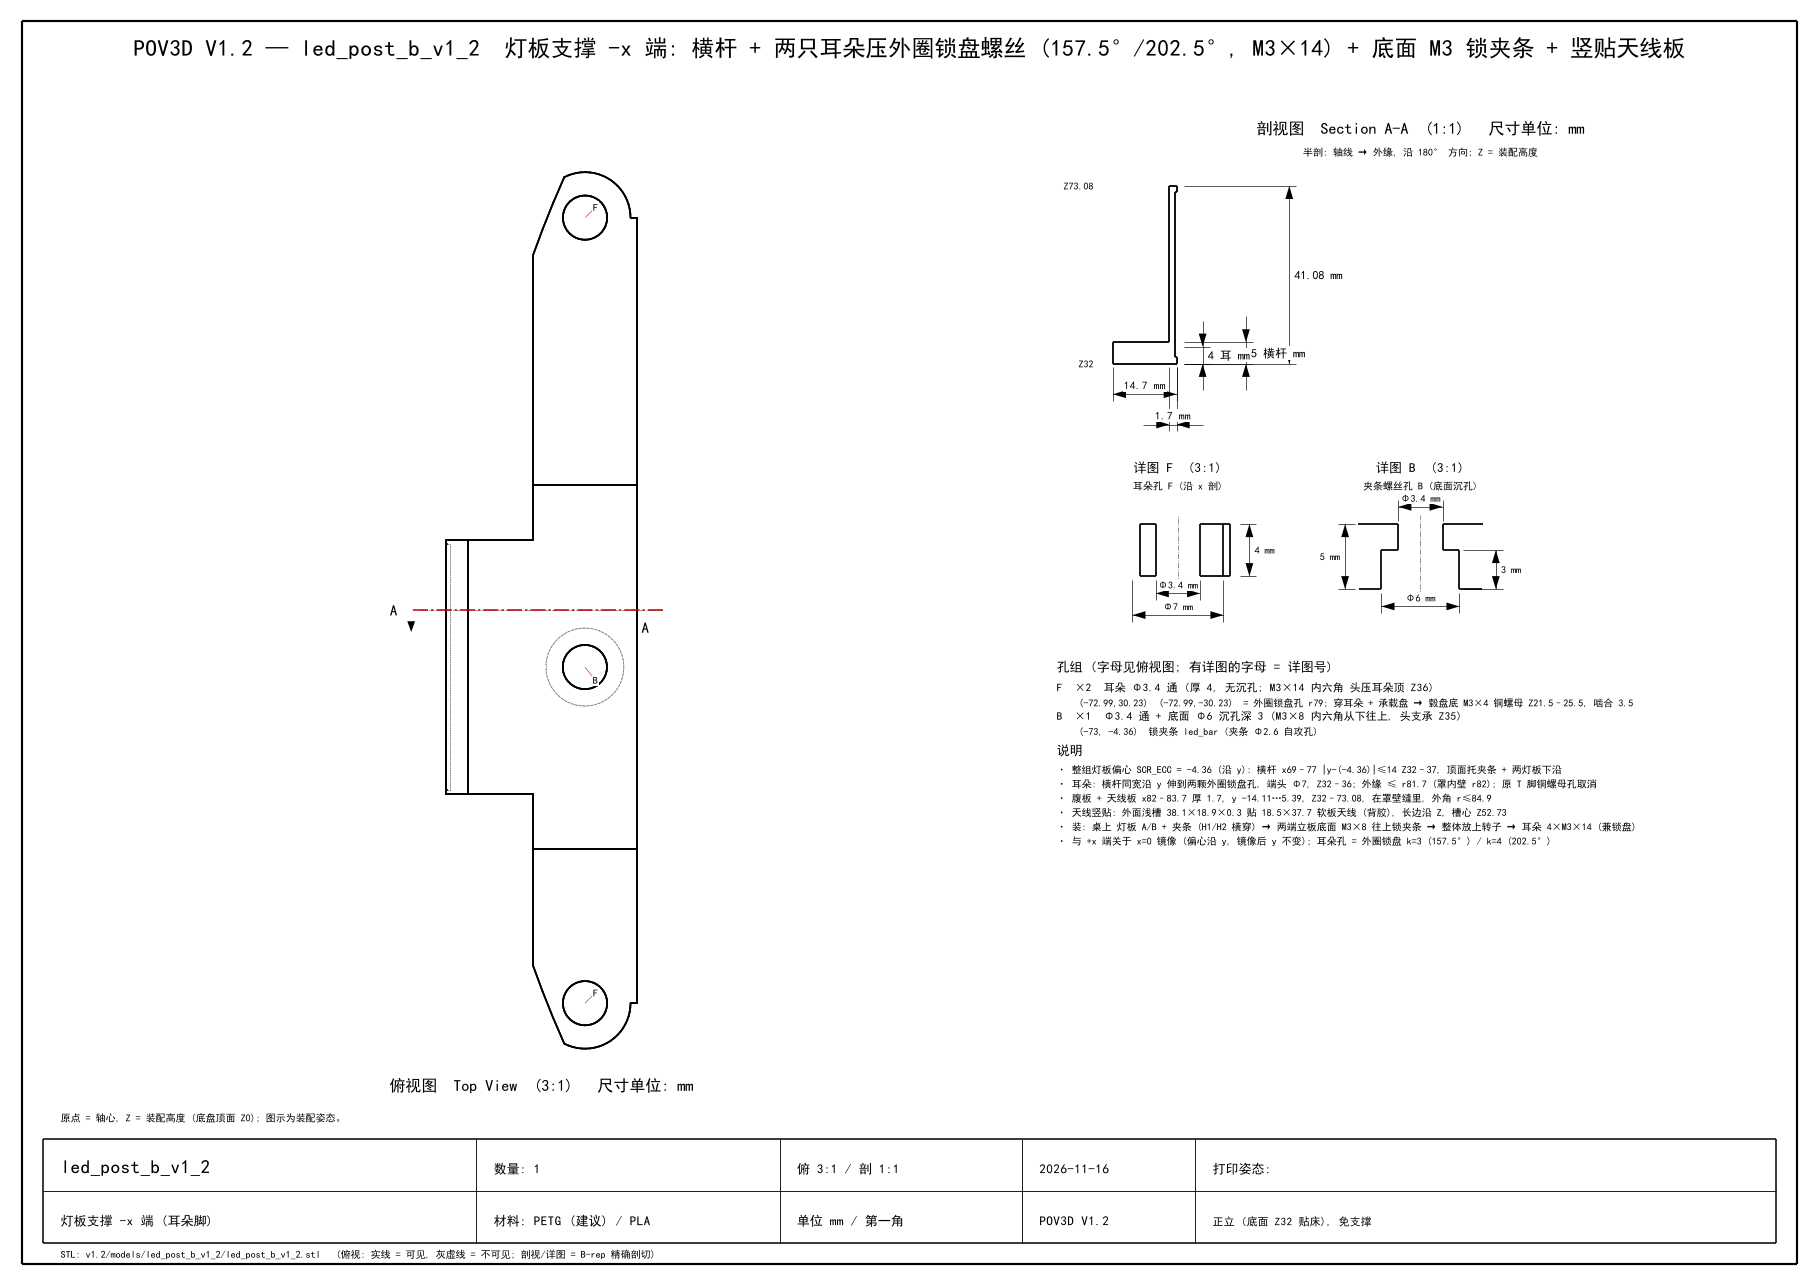 POV3D V1.2 — led_post_b_v1_2  灯板支撑 -x 端: 横杆 + 两只耳朵压外圈锁盘螺丝 (157.5°/202.5°, M3×14) + 底面 M3 锁夹条 + 竖贴天线板
剖视图  Section A-A  (1:1)   尺寸单位: mm
半剖: 轴线 → 外缘, 沿 180° 方向; Z = 装配高度
Z73.08
41.08 mm
4 耳 mm
5 横杆 mm
Z32
14.7 mm
1.7 mm
F
A
A
B
F
详图 F  (3:1)
耳朵孔 F (沿 x 剖)
4 mm
Φ3.4 mm
Φ7 mm
详图 B  (3:1)
夹条螺丝孔 B (底面沉孔)
Φ3.4 mm
5 mm
3 mm
Φ6 mm
孔组 (字母见俯视图; 有详图的字母 = 详图号)
F  ×2  耳朵 Φ3.4 通 (厚 4, 无沉孔; M3×14 内六角 头压耳朵顶 Z36)
(-72.99,30.23)  (-72.99,-30.23)  = 外圈锁盘孔 r79; 穿耳朵 + 承载盘 → 毂盘底 M3×4 铜螺母 Z21.5–25.5, 啮合 3.5
B  ×1  Φ3.4 通 + 底面 Φ6 沉孔深 3 (M3×8 内六角从下往上, 头支承 Z35)
(-73, -4.36)  锁夹条 led_bar (夹条 Φ2.6 自攻孔)
说明
· 整组灯板偏心 SCR_ECC = -4.36 (沿 y): 横杆 x69–77 |y-(-4.36)|≤14 Z32–37, 顶面托夹条 + 两灯板下沿
· 耳朵: 横杆同宽沿 y 伸到两颗外圈锁盘孔, 端头 Φ7, Z32–36; 外缘 ≤ r81.7 (罩内壁 r82); 原 T 脚铜螺母孔取消
· 腹板 + 天线板 x82–83.7 厚 1.7, y -14.11…5.39, Z32–73.08, 在罩壁缝里, 外角 r≤84.9
· 天线竖贴: 外面浅槽 38.1×18.9×0.3 贴 18.5×37.7 软板天线 (背胶), 长边沿 Z, 槽心 Z52.73
· 装: 桌上 灯板 A/B + 夹条 (H1/H2 横穿) → 两端立板底面 M3×8 往上锁夹条 → 整体放上转子 → 耳朵 4×M3×14 (兼锁盘)
· 与 +x 端关于 x=0 镜像 (偏心沿 y, 镜像后 y 不变); 耳朵孔 = 外圈锁盘 k=3 (157.5°) / k=4 (202.5°)
俯视图  Top View  (3:1)   尺寸单位: mm
原点 = 轴心, Z = 装配高度 (底盘顶面 Z0); 图示为装配姿态。
led_post_b_v1_2
数量: 1
俯 3:1 / 剖 1:1
2026-11-16
打印姿态:
灯板支撑 -x 端 (耳朵脚)
材料: PETG (建议) / PLA
单位 mm / 第一角
POV3D V1.2
正立 (底面 Z32 贴床), 免支撑
STL: v1.2/models/led_post_b_v1_2/led_post_b_v1_2.stl   (俯视: 实线 = 可见, 灰虚线 = 不可见; 剖视/详图 = B-rep 精确剖切)